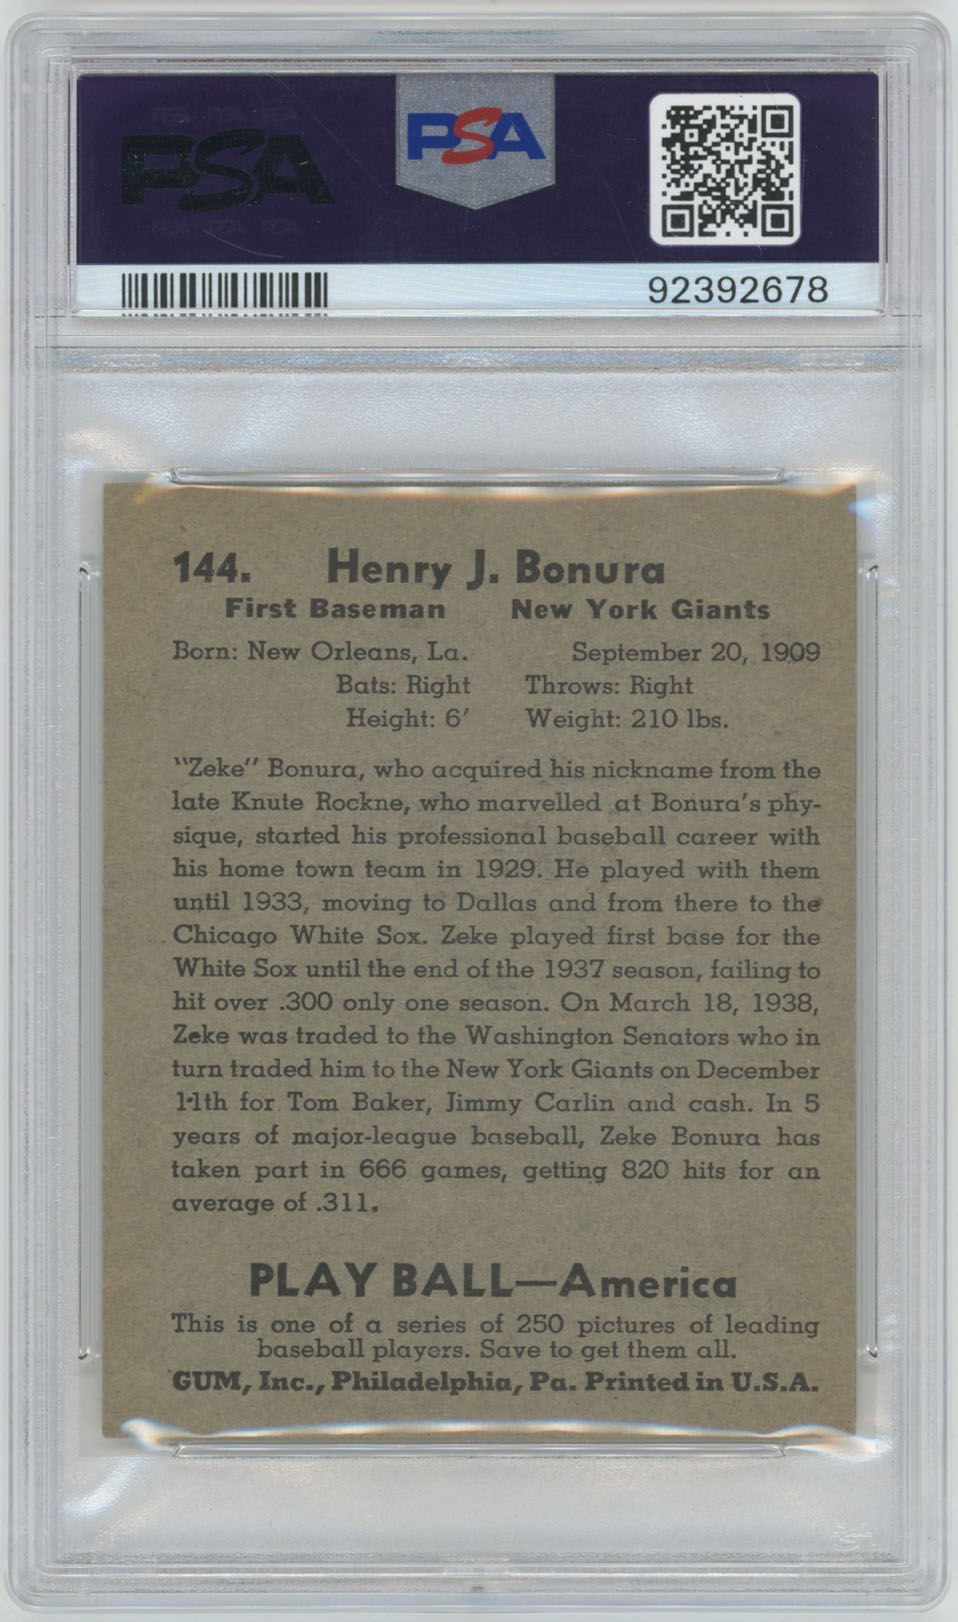 PSA
PSA
92392678
144. Henry J. Bonura
First Baseman New York Giants
Born: New Orleans, La. September 20, 1909
Bats: Right Throws: Right
Height: 6′ Weight: 210 lbs.
"Zeke" Bonura, who acquired his nickname from the
late Knute Rockne, who marvelled at Bonura's phy-
sique, started his professional baseball career with
his home town team in 1929. He played with them
until 1933, moving to Dallas and from there to the
Chicago White Sox. Zeke played first base for the
White Sox until the end of the 1937 season, failing to
hit over .300 only one season. On March 18, 1938,
Zeke was traded to the Washington Senators who in
turn traded him to the New York Giants on December
11th for Tom Baker, Jimmy Carlin and cash. In 5
years of major-league baseball, Zeke Bonura has
taken part in 666 games, getting 820 hits for an
average of .311.
PLAY BALL—America
This is one of a series of 250 pictures of leading
baseball players. Save to get them all.
GUM, Inc., Philadelphia, Pa. Printed in U.S.A.